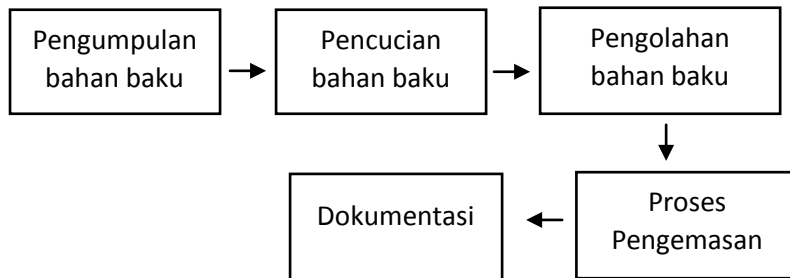 Pengumpulan
bahan baku
Pencucian
bahan baku
Pengolahan
bahan baku
Proses
Pengemasan
Dokumentasi